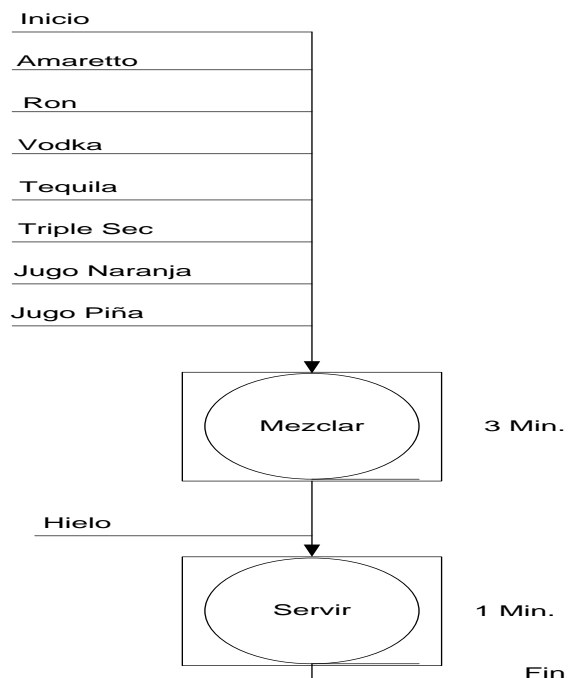 Inicio
Amaretto
Ron
Vodka
Tequila
Triple Sec
Jugo Naranja
Jugo Piña
Mezclar
3 Min.
Hielo
Servir
1 Min.
Fin